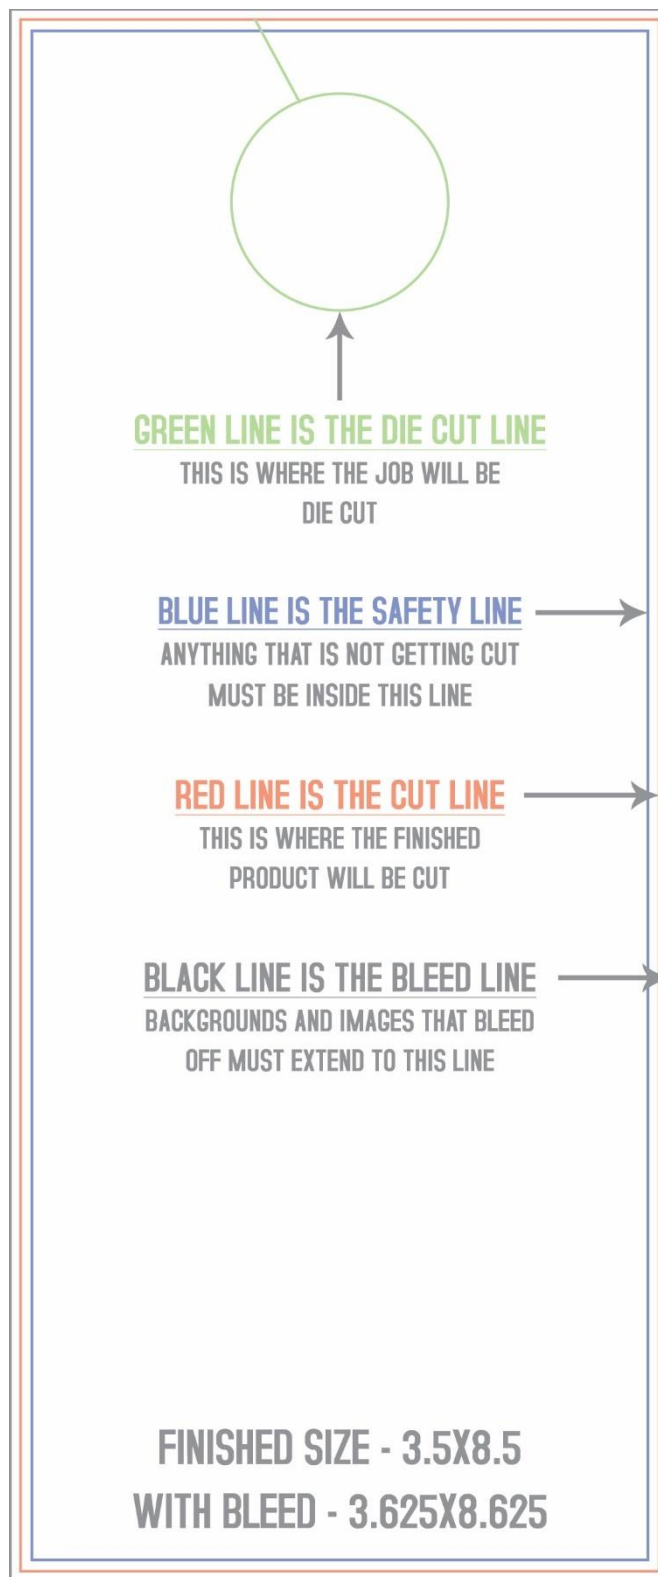 GREEN LINE IS THE DIE CUT LINE
THIS IS WHERE THE JOB WILL BE
DIE CUT
BLUE LINE IS THE SAFETY LINE
ANYTHING THAT IS NOT GETTING CUT
MUST BE INSIDE THIS LINE
RED LINE IS THE CUT LINE
THIS IS WHERE THE FINISHED
PRODUCT WILL BE CUT
BLACK LINE IS THE BLEED LINE
BACKGROUNDS AND IMAGES THAT BLEED
OFF MUST EXTEND TO THIS LINE
FINISHED SIZE - 3.5X8.5
WITH BLEED - 3.625X8.625